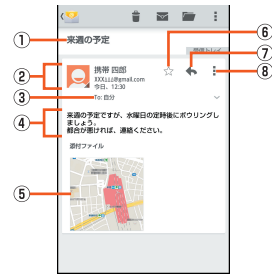 ① 来週の予定
⑥
⑦
② 携帯 四郎
XXX⊥⊥⊥@gmail.com
今日、12:30
⑧
③ To: 自分
④ 来週の予定ですが、水曜日の定時後にボウリングし
ましょう。
都合が悪ければ、連絡ください。
添付ファイル
⑤